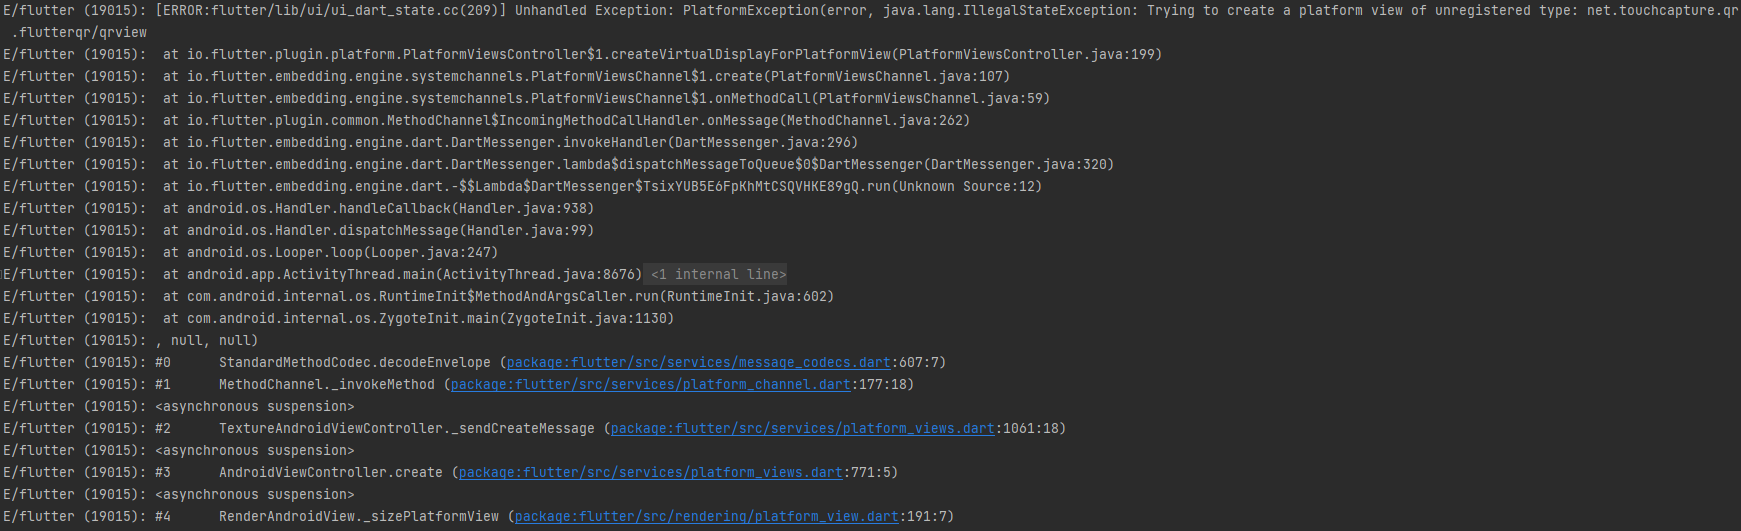 E/flutter (19015): [ERROR:flutter/lib/ui/ui_dart_state.cc(209)] Unhandled Exception: PlatformException(error, java.lang.IllegalStateException: Trying to create a platform view of unregistered type: net.touchcapture.qr
.flutterqr/qrview
E/flutter (19015):  at io.flutter.plugin.platform.PlatformViewsController$1.createVirtualDisplayForPlatformView(PlatformViewsController.java:199)
E/flutter (19015):  at io.flutter.embedding.engine.systemchannels.PlatformViewsChannel$1.create(PlatformViewsChannel.java:107)
E/flutter (19015):  at io.flutter.embedding.engine.systemchannels.PlatformViewsChannel$1.onMethodCall(PlatformViewsChannel.java:59)
E/flutter (19015):  at io.flutter.plugin.common.MethodChannel$IncomingMethodCallHandler.onMessage(MethodChannel.java:262)
E/flutter (19015):  at io.flutter.embedding.engine.dart.DartMessenger.invokeHandler(DartMessenger.java:296)
E/flutter (19015):  at io.flutter.embedding.engine.dart.DartMessenger.lambda$dispatchMessageToQueue$0$DartMessenger(DartMessenger.java:320)
E/flutter (19015):  at io.flutter.embedding.engine.dart.-$$Lambda$DartMessenger$TsixYUB5E6FpKhMtCSQVHKE89gQ.run(Unknown Source:12)
E/flutter (19015):  at android.os.Handler.handleCallback(Handler.java:938)
E/flutter (19015):  at android.os.Handler.dispatchMessage(Handler.java:99)
E/flutter (19015):  at android.os.Looper.loop(Looper.java:247)
E/flutter (19015):  at android.app.ActivityThread.main(ActivityThread.java:8676) <1 internal line>
E/flutter (19015):  at com.android.internal.os.RuntimeInit$MethodAndArgsCaller.run(RuntimeInit.java:602)
E/flutter (19015):  at com.android.internal.os.ZygoteInit.main(ZygoteInit.java:1130)
E/flutter (19015): , null, null)
E/flutter (19015): #0      StandardMethodCodec.decodeEnvelope (package:flutter/src/services/message_codecs.dart:607:7)
E/flutter (19015): #1      MethodChannel._invokeMethod (package:flutter/src/services/platform_channel.dart:177:18)
E/flutter (19015): <asynchronous suspension>
E/flutter (19015): #2      TextureAndroidViewController._sendCreateMessage (package:flutter/src/services/platform_views.dart:1061:18)
E/flutter (19015): <asynchronous suspension>
E/flutter (19015): #3      AndroidViewController.create (package:flutter/src/services/platform_views.dart:771:5)
E/flutter (19015): <asynchronous suspension>
E/flutter (19015): #4      RenderAndroidView._sizePlatformView (package:flutter/src/rendering/platform_view.dart:191:7)